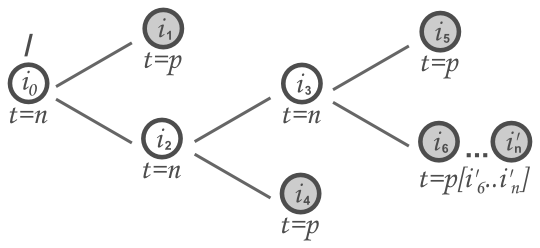 I
i₁
t=p
i₀
t=n
i₂
t=n
i₃
t=n
i₄
t=p
i₅
t=p
i₆ ... i'ₙ
t=p[i'₆..i'ₙ]